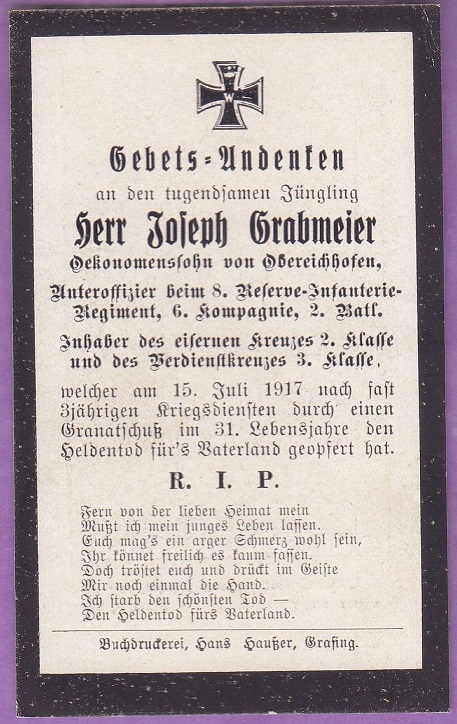 W
Gebets-Andenken
an den tugendsamen Jüngling
Herr Joseph Grabmeier
Oekonomenssohn von Obereichhofen,
Unteroffizier beim 8. Reserve-Infanterie-
Regiment, 6. Kompagnie, 2. Batl.
Inhaber des eisernen Kreuzes 2. Klasse
und des Verdienstkreuzes 3. Klasse,
welcher am 15. Juli 1917 nach fast
3jährigen Kriegsdiensten durch einen
Granatschuß im 31. Lebensjahre den
Heldentod für's Vaterland geopfert hat.
R. I. P.
Fern von der lieben Heimat mein
Mußt ich mein junges Leben lassen.
Euch mag's ein arger Schmerz wohl sein,
Ihr könnet freilich es kaum fassen.
Doch tröstet euch und drückt im Geiste
Mir noch einmal die Hand.
Ich starb den schönsten Tod —
Den Heldentod fürs Vaterland.
Buchdruckerei, Hans Haußer, Grafing.